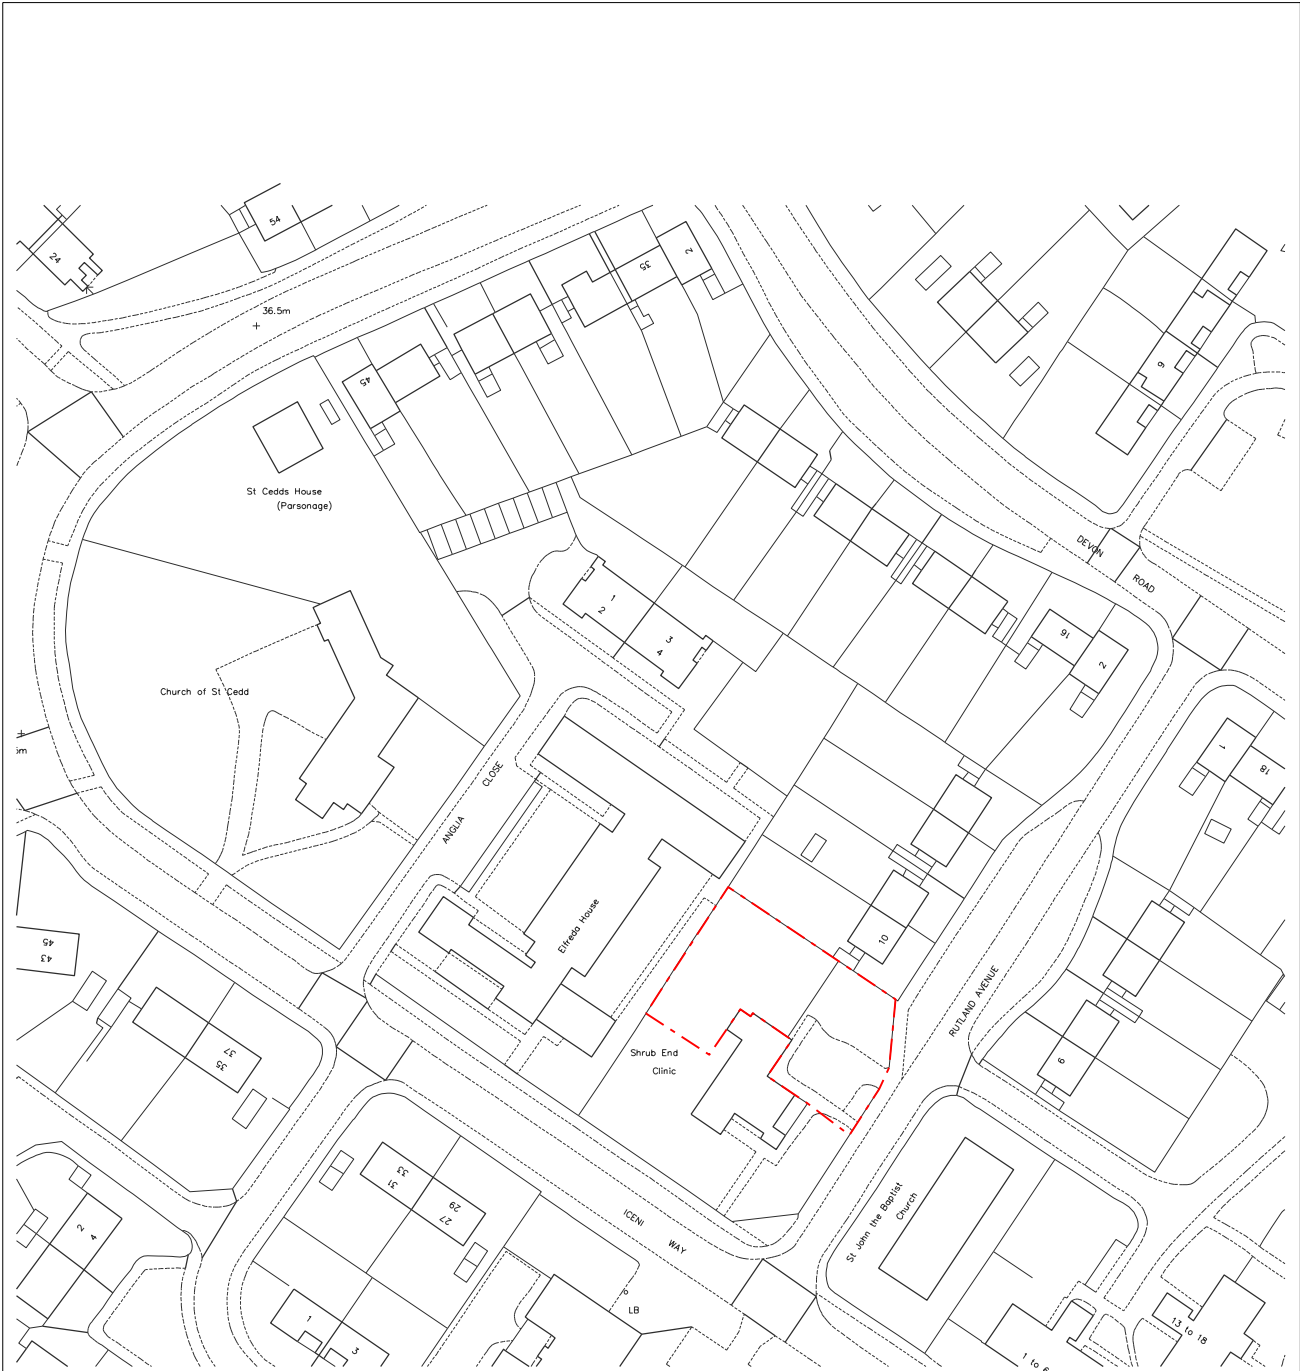 54
24
36.5m
2
35
45
9
St Cedds House
(Parsonage)
DEVON
ROAD
1
2
3
4
16
2
Church of St Cedd
1
18
CLOSE
ANGLIA
Elfreda House
10
45
43
RUTLAND AVENUE
Shrub End
Clinic
37
35
6
33
31
29
27
St John the Baptist
Church
2
4
ICENI
WAY
LB
1
3
13 to 18